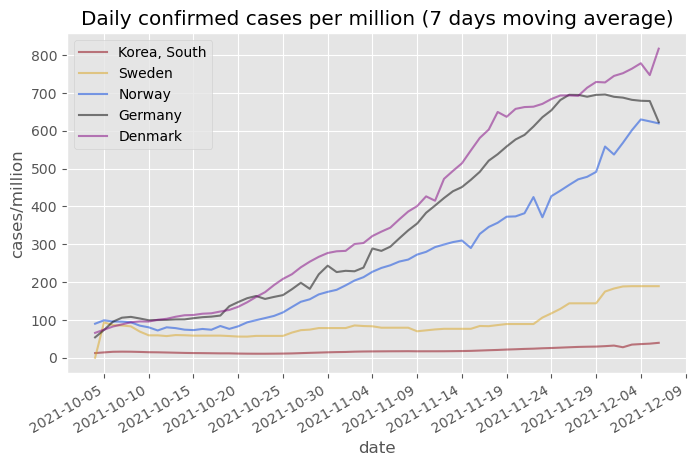 Daily confirmed cases per million (7 days moving average)
Korea, South
Sweden
Norway
Germany
Denmark
cases/million
800
700
600
500
400
300
200
100
0
2021-10-05
2021-10-10
2021-10-15
2021-10-20
2021-10-25
2021-10-30
2021-11-04
2021-11-09
2021-11-14
2021-11-19
2021-11-24
2021-11-29
2021-12-04
2021-12-09
date